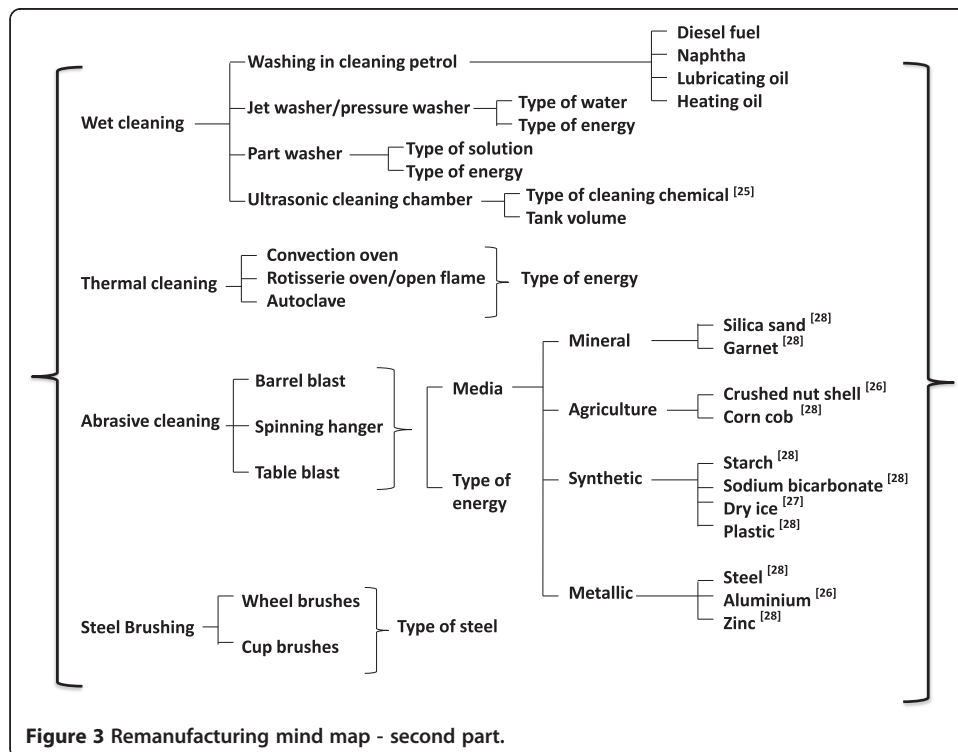 Wet cleaning
Washing in cleaning petrol
Diesel fuel
Naphtha
Lubricating oil
Heating oil
Jet washer/pressure washer
Type of water
Type of energy
Part washer
Type of solution
Type of energy
Ultrasonic cleaning chamber
Type of cleaning chemical [25]
Tank volume
Thermal cleaning
Convection oven
Rotisserie oven/open flame
Autoclave
Type of energy
Abrasive cleaning
Barrel blast
Spinning hanger
Table blast
Media
Type of
energy
Mineral
Silica sand [28]
Garnet [28]
Agriculture
Crushed nut shell [26]
Corn cob [28]
Synthetic
Starch [28]
Sodium bicarbonate [28]
Dry ice [27]
Plastic [28]
Metallic
Steel [28]
Aluminium [26]
Zinc [28]
Steel Brushing
Wheel brushes
Cup brushes
Type of steel
Figure 3 Remanufacturing mind map - second part.